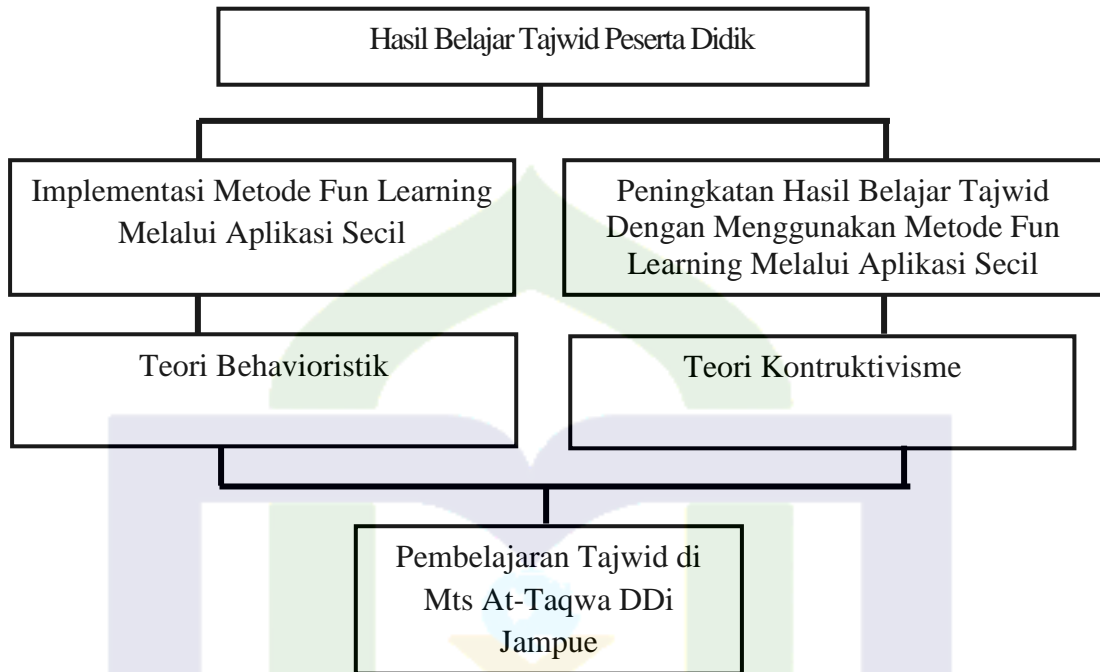 Hasil Belajar Tajwid Peserta Didik
Implementasi Metode Fun Learning
Melalui Aplikasi Secil
Peningkatan Hasil Belajar Tajwid
Dengan Menggunakan Metode Fun
Learning Melalui Aplikasi Secil
Teori Behavioristik
Teori Kontruktivisme
Pembelajaran Tajwid di
Mts At-Taqwa DDi
Jampue